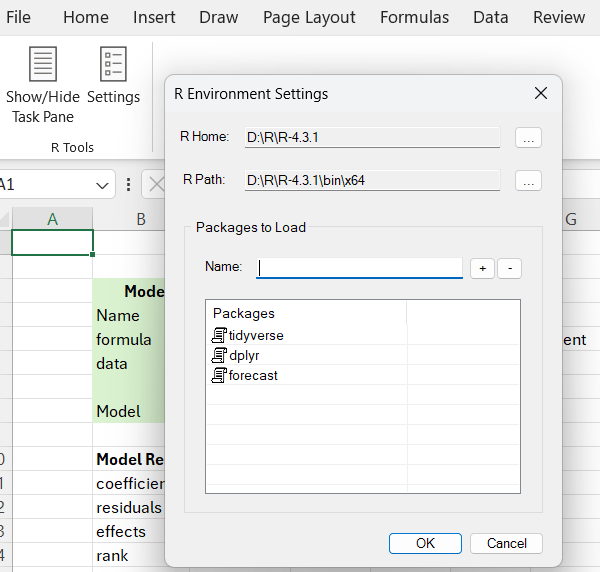 File Home Insert Draw Page Layout Formulas Data Review
Show/Hide Task Pane
Settings
R Tools
R Environment Settings
R Home: D:\R\R-4.3.1 ...
R Path: D:\R\R-4.3.1\bin\x64 ...
Packages to Load
Name: + -
Packages
tidyverse
dplyr
forecast
OK Cancel
A1
A B G
Mode
Name
formula ent
data
Model
0 Model Re
1 coefficien
2 residuals
3 effects
4 rank